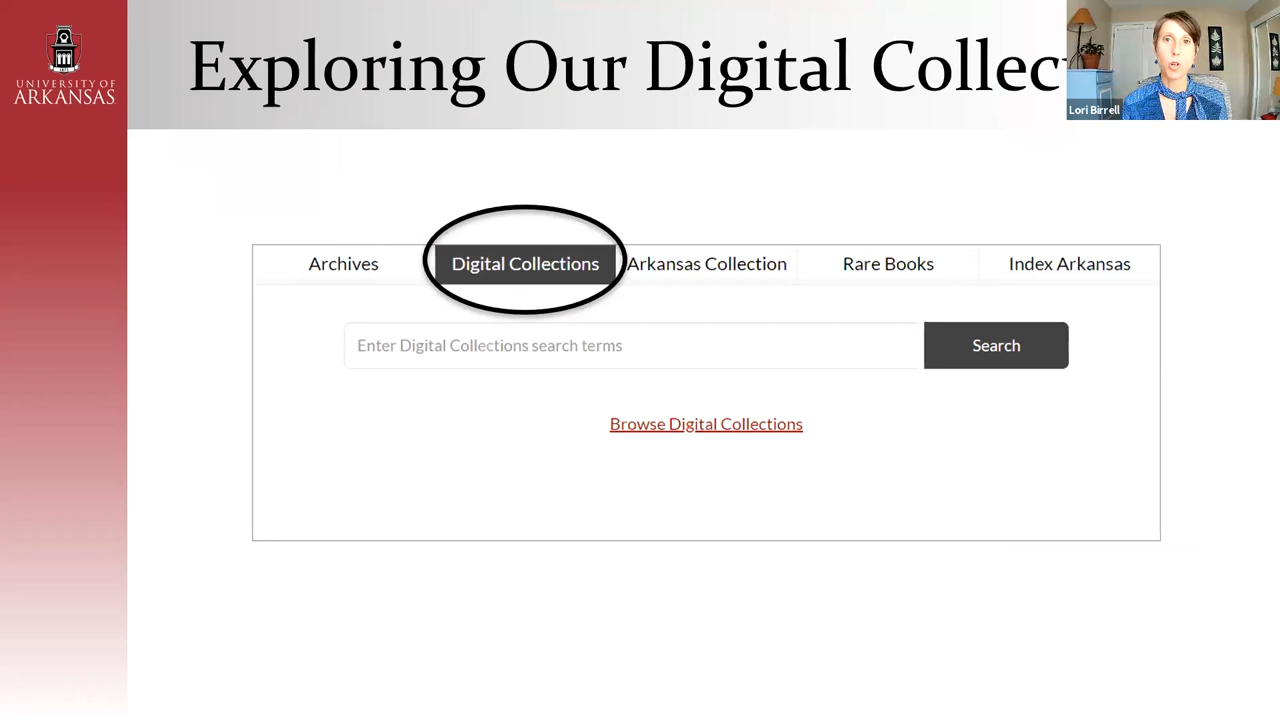 UNIVERSITY OF
ARKANSAS
Exploring Our Digital Collec
Lori Birrell
Archives
Digital Collections
Arkansas Collection
Rare Books
Index Arkansas
Enter Digital Collections search terms
Search
Browse Digital Collections